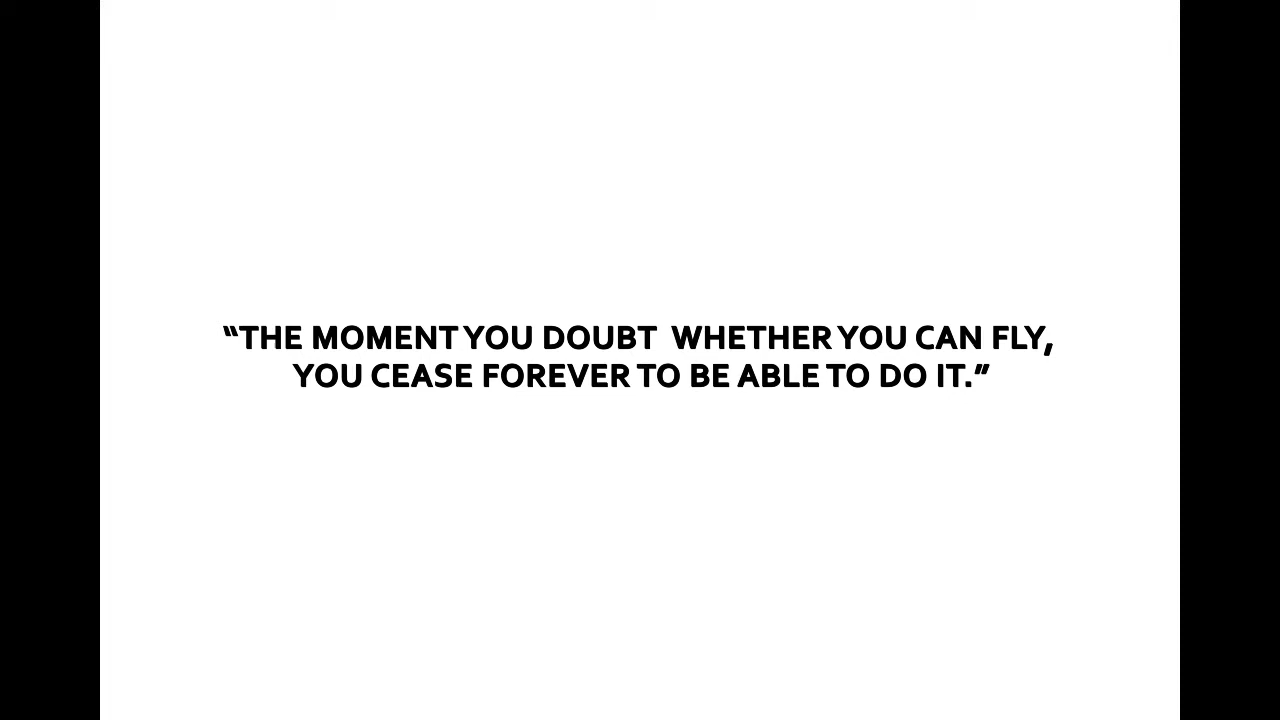 “THE MOMENT YOU DOUBT  WHETHER YOU CAN FLY,
YOU CEASE FOREVER TO BE ABLE TO DO IT.”